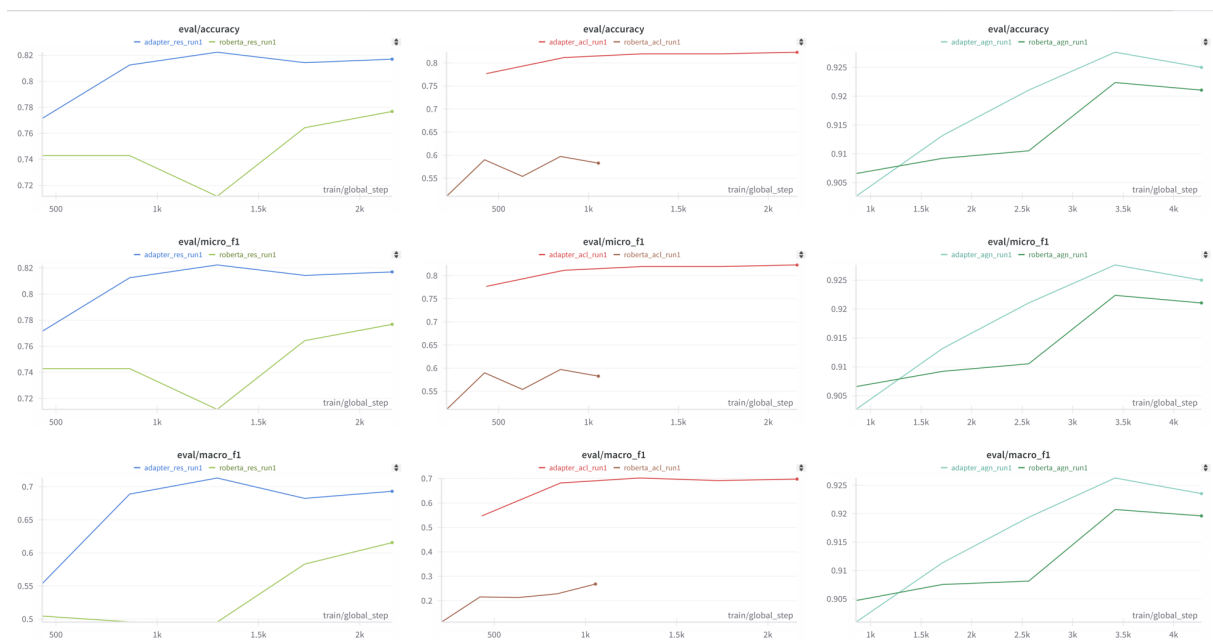 eval/accuracy
adapter_res_run1 roberta_res_run1
0.82
0.8
0.78
0.76
0.74
0.72
train/global_step
500 1k 1.5k 2k
eval/accuracy
adapter_acl_run1 roberta_acl_run1
0.8
0.75
0.7
0.65
0.6
0.55
train/global_step
500 1k 1.5k 2k
eval/accuracy
adapter_agn_run1 roberta_agn_run1
0.925
0.92
0.915
0.91
0.905
train/global_step
1k 1.5k 2k 2.5k 3k 3.5k 4k
eval/micro_f1
adapter_res_run1 roberta_res_run1
0.82
0.8
0.78
0.76
0.74
0.72
train/global_step
500 1k 1.5k 2k
eval/micro_f1
adapter_acl_run1 roberta_acl_run1
0.8
0.75
0.7
0.65
0.6
0.55
train/global_step
500 1k 1.5k 2k
eval/micro_f1
adapter_agn_run1 roberta_agn_run1
0.925
0.92
0.915
0.91
0.905
train/global_step
1k 1.5k 2k 2.5k 3k 3.5k 4k
eval/macro_f1
adapter_res_run1 roberta_res_run1
0.7
0.65
0.6
0.55
0.5
train/global_step
500 1k 1.5k 2k
eval/macro_f1
adapter_acl_run1 roberta_acl_run1
0.7
0.6
0.5
0.4
0.3
0.2
train/global_step
500 1k 1.5k 2k
eval/macro_f1
adapter_agn_run1 roberta_agn_run1
0.925
0.92
0.915
0.91
0.905
train/global_step
1k 1.5k 2k 2.5k 3k 3.5k 4k